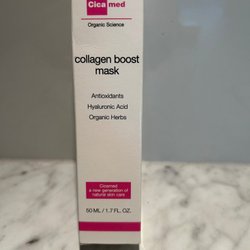 Cica med
Organic Science
collagen boost
mask
Antioxidants
Hyaluronic Acid
Organic Herbs
Cicamed
a new generation of
natural skin care
50 ML / 1.7 FL. OZ.